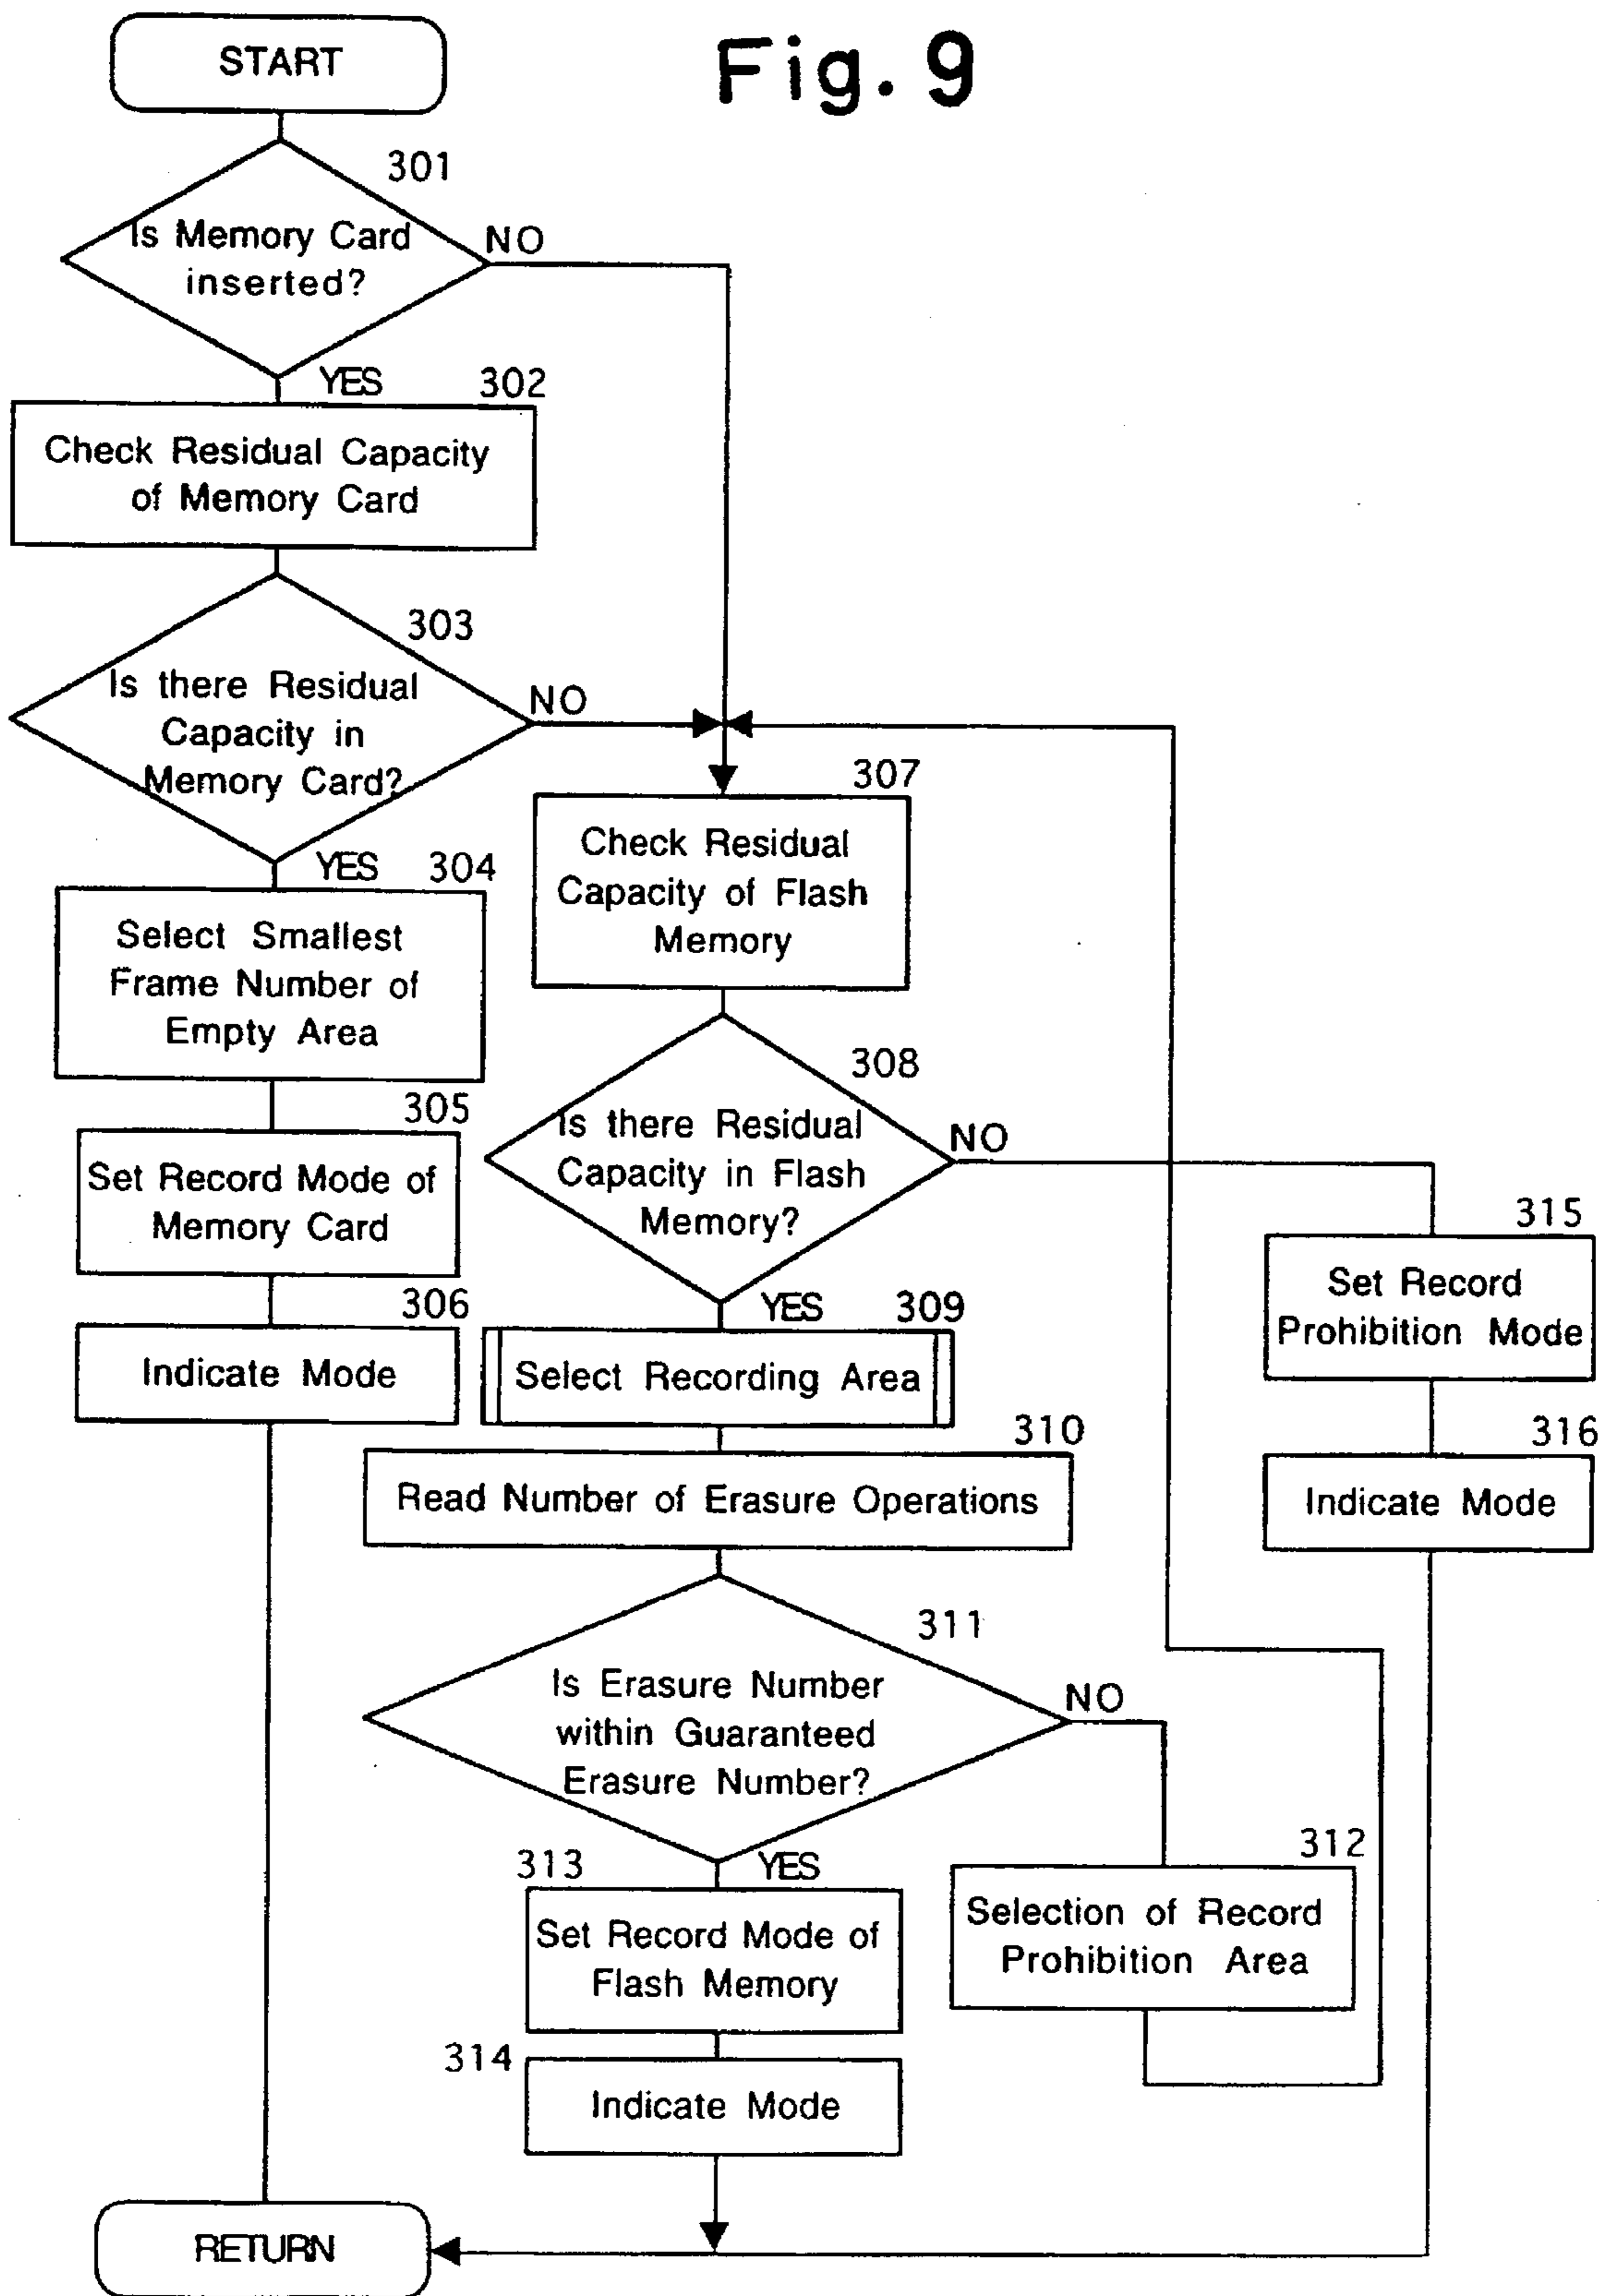 Fig. 9
START
301
Is Memory Card
inserted?
NO
YES
302
Check Residual Capacity
of Memory Card
303
Is there Residual
Capacity in
Memory Card?
NO
YES
304
Select Smallest
Frame Number of
Empty Area
305
Set Record Mode of
Memory Card
306
Indicate Mode
307
Check Residual
Capacity of Flash
Memory
308
Is there Residual
Capacity in Flash
Memory?
NO
YES
309
Select Recording Area
310
Read Number of Erasure Operations
311
Is Erasure Number
within Guaranteed
Erasure Number?
NO
YES
312
Selection of Record
Prohibition Area
313
Set Record Mode of
Flash Memory
314
Indicate Mode
315
Set Record
Prohibition Mode
316
Indicate Mode
RETURN